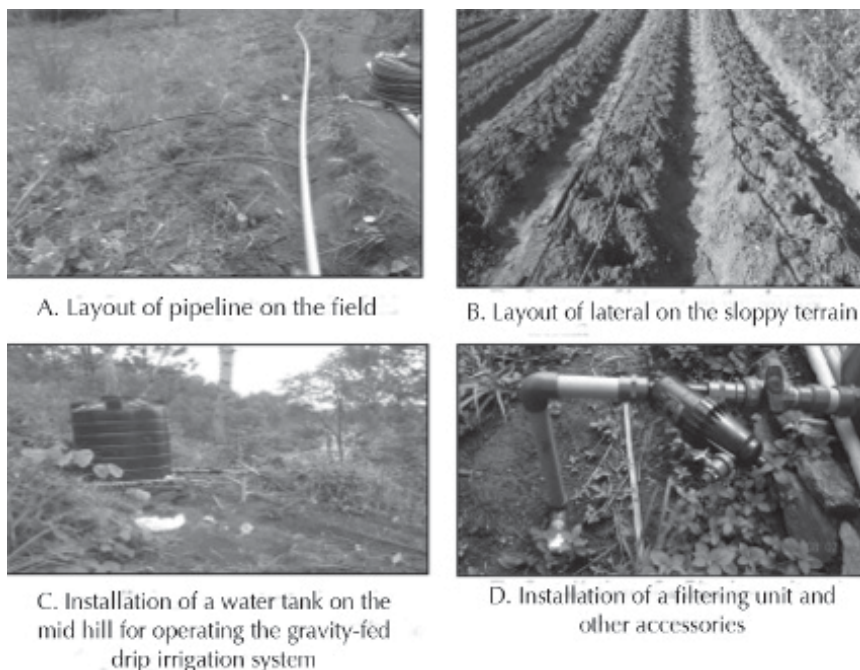 A. Layout of pipeline on the field
B. Layout of lateral on the sloppy terrain
C. Installation of a water tank on the
mid hill for operating the gravity-fed
drip irrigation system
D. Installation of a filtering unit and
other accessories